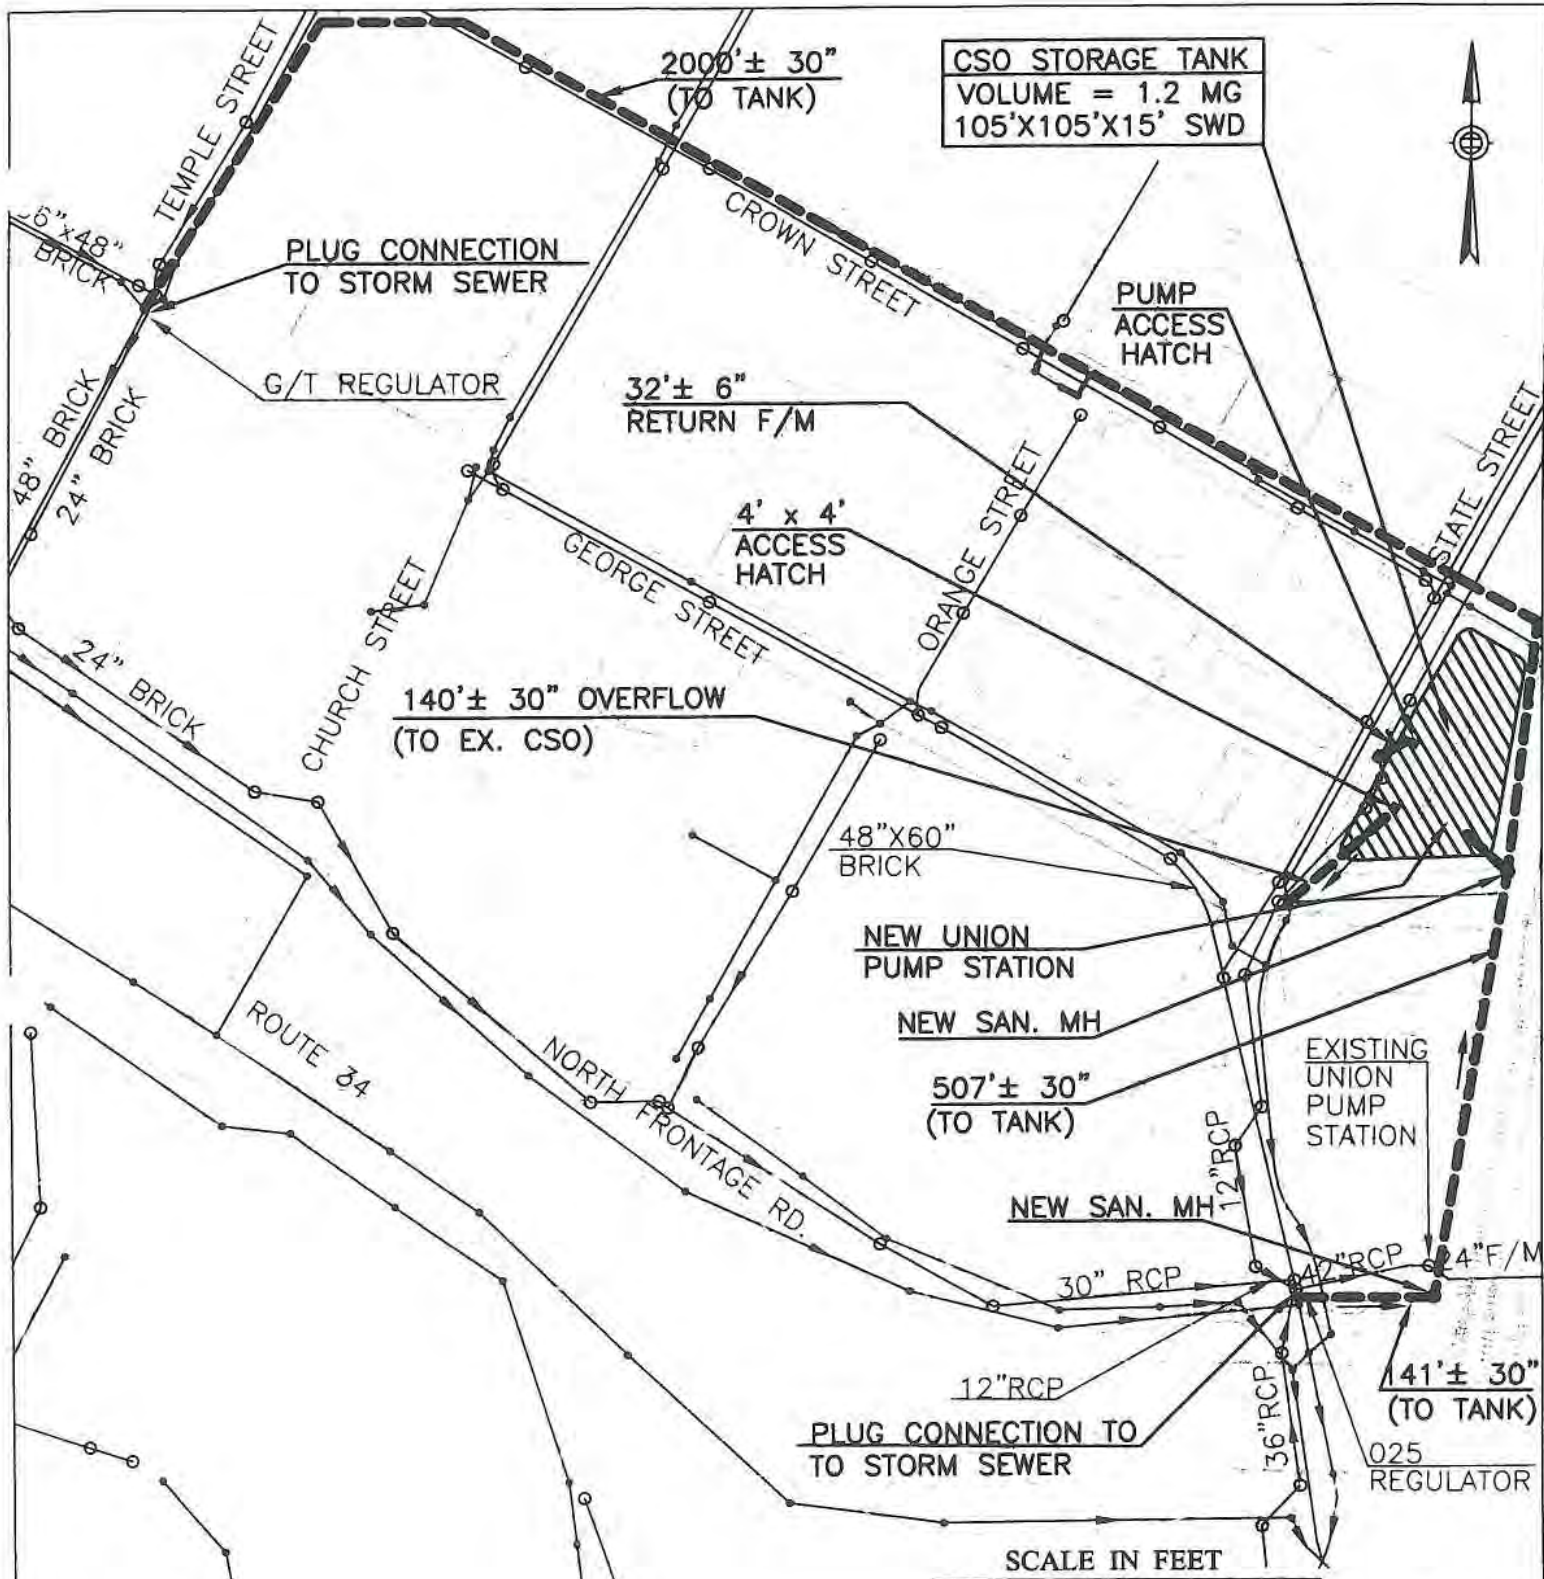 2000'± 30"
(TO TANK)
CSO STORAGE TANK
VOLUME = 1.2 MG
105'X105'X15' SWD
TEMPLE STREET
6"x48"
BRICK
PLUG CONNECTION
TO STORM SEWER
CROWN STREET
PUMP
ACCESS
HATCH
G/T REGULATOR
32'± 6"
RETURN F/M
48" BRICK
24" BRICK
STATE STREET
ORANGE STREET
4' x 4'
ACCESS
HATCH
GEORGE STREET
CHURCH STREET
24" BRICK
140'± 30" OVERFLOW
(TO EX. CSO)
48"X60"
BRICK
NEW UNION
PUMP STATION
NEW SAN. MH
ROUTE 34
NORTH FRONTAGE RD.
507'± 30"
(TO TANK)
EXISTING
UNION
PUMP
STATION
12"RCP
NEW SAN. MH
30" RCP
42"RCP
24"F/M
12"RCP
141'± 30"
(TO TANK)
PLUG CONNECTION TO
TO STORM SEWER
36"RCP
025
REGULATOR
SCALE IN FEET